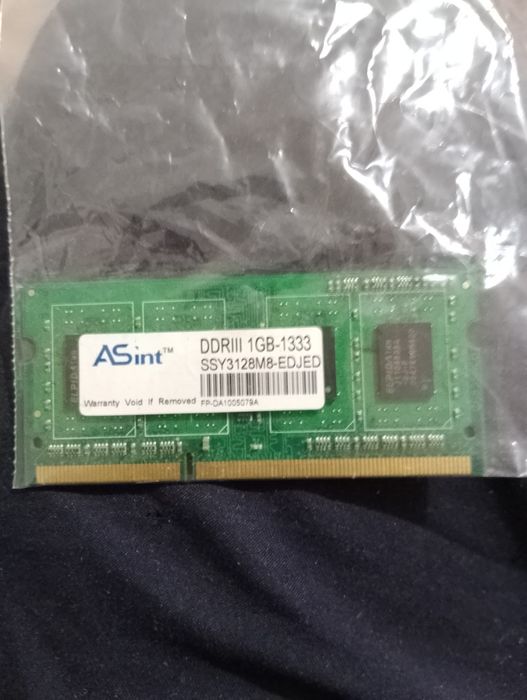 ASint™
DDRIII 1GB-1333
SSY3128M8-EDJED
Warranty Void If Removed
FP-DA1005079A